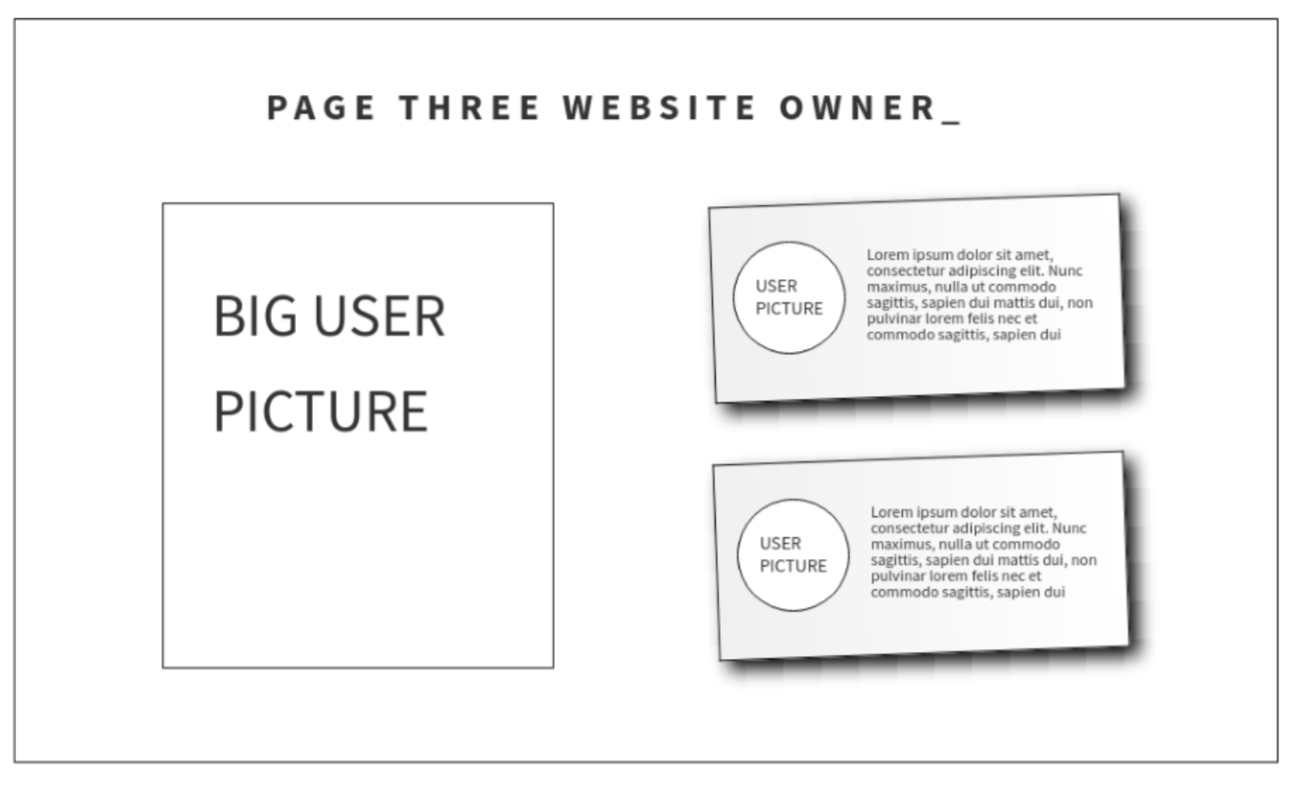 PAGE THREE WEBSITE OWNER_
BIG USER
PICTURE
USER
PICTURE
Lorem ipsum dolor sit amet,
consectetur adipiscing elit. Nunc
maximus, nulla ut commodo
sagittis, sapien dui mattis dui, non
pulvinar lorem felis nec et
commodo sagittis, sapien dui
USER
PICTURE
Lorem ipsum dolor sit amet,
consectetur adipiscing elit. Nunc
maximus, nulla ut commodo
sagittis, sapien dui mattis dui, non
pulvinar lorem felis nec et
commodo sagittis, sapien dui